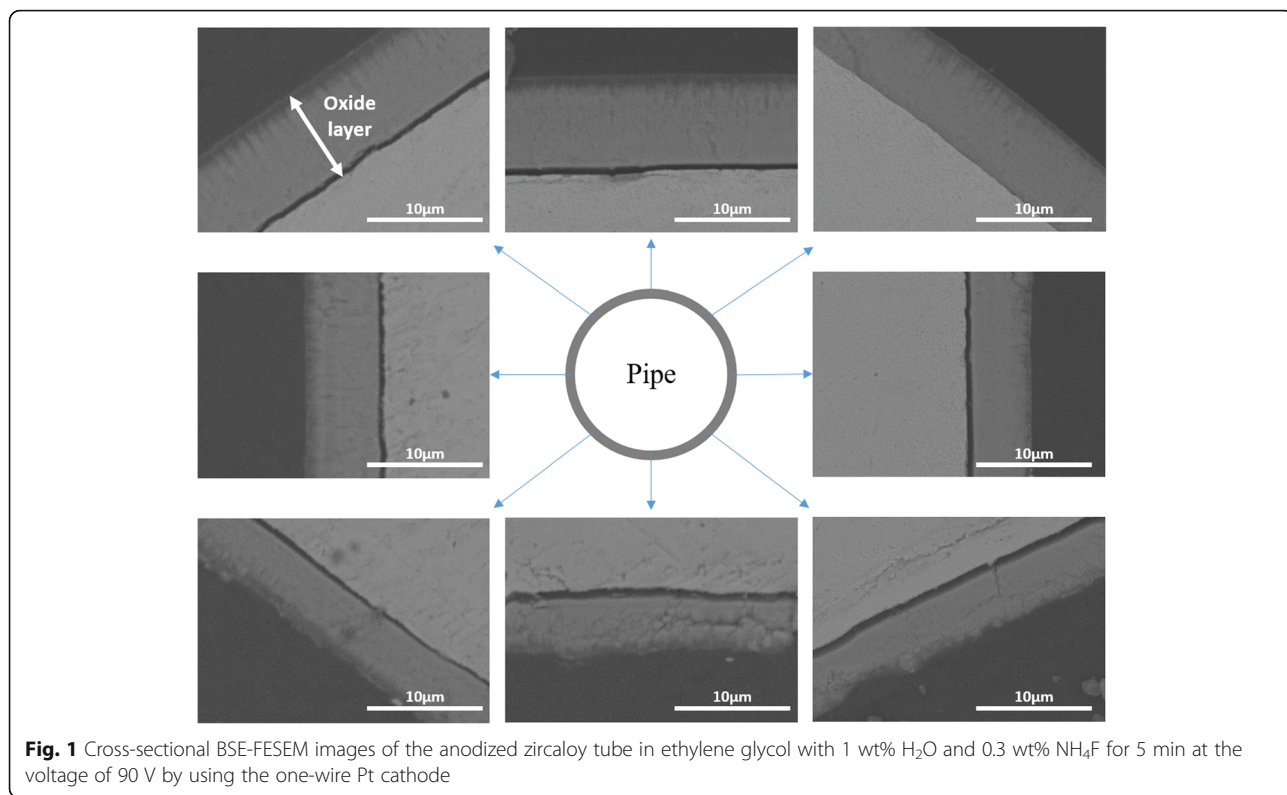 Oxide
layer
10μm
10μm
10μm
10μm
Pipe
10μm
10μm
10μm
10μm
Fig. 1 Cross-sectional BSE-FESEM images of the anodized zircaloy tube in ethylene glycol with 1 wt% H₂O and 0.3 wt% NH₄F for 5 min at the
voltage of 90 V by using the one-wire Pt cathode